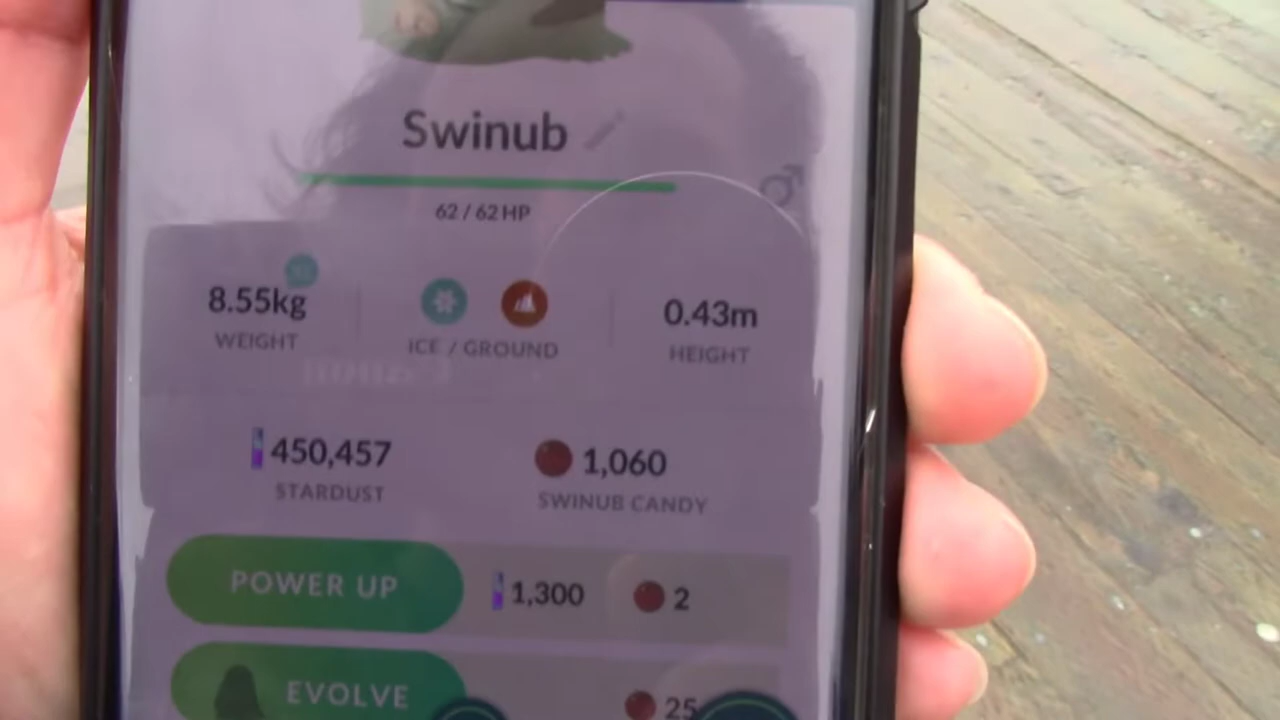 Swinub
62 / 62 HP
8.55kg
WEIGHT
ICE / GROUND
0.43m
HEIGHT
450,457
STARDUST
1,060
SWINUB CANDY
POWER UP
1,300
2
EVOLVE
25